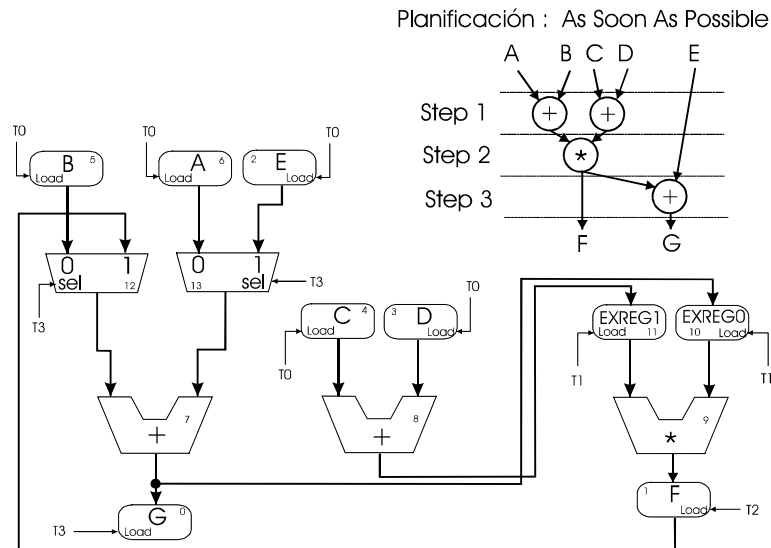 Planificación : As Soon As Possible
A B C D E
Step 1 + +
Step 2 *
Step 3 +
F G
T0 T0 T0
B 5 Load
A 6 Load
2 E Load
0 1 sel 12
0 1 sel 13
T3
T3
T0
C 4 Load
3 D Load
T0
EXREG1 Load 11
EXREG0 10 Load
T1
T1
+ 7
+ 8
* 9
G 0 Load
T3
1 F Load
T2